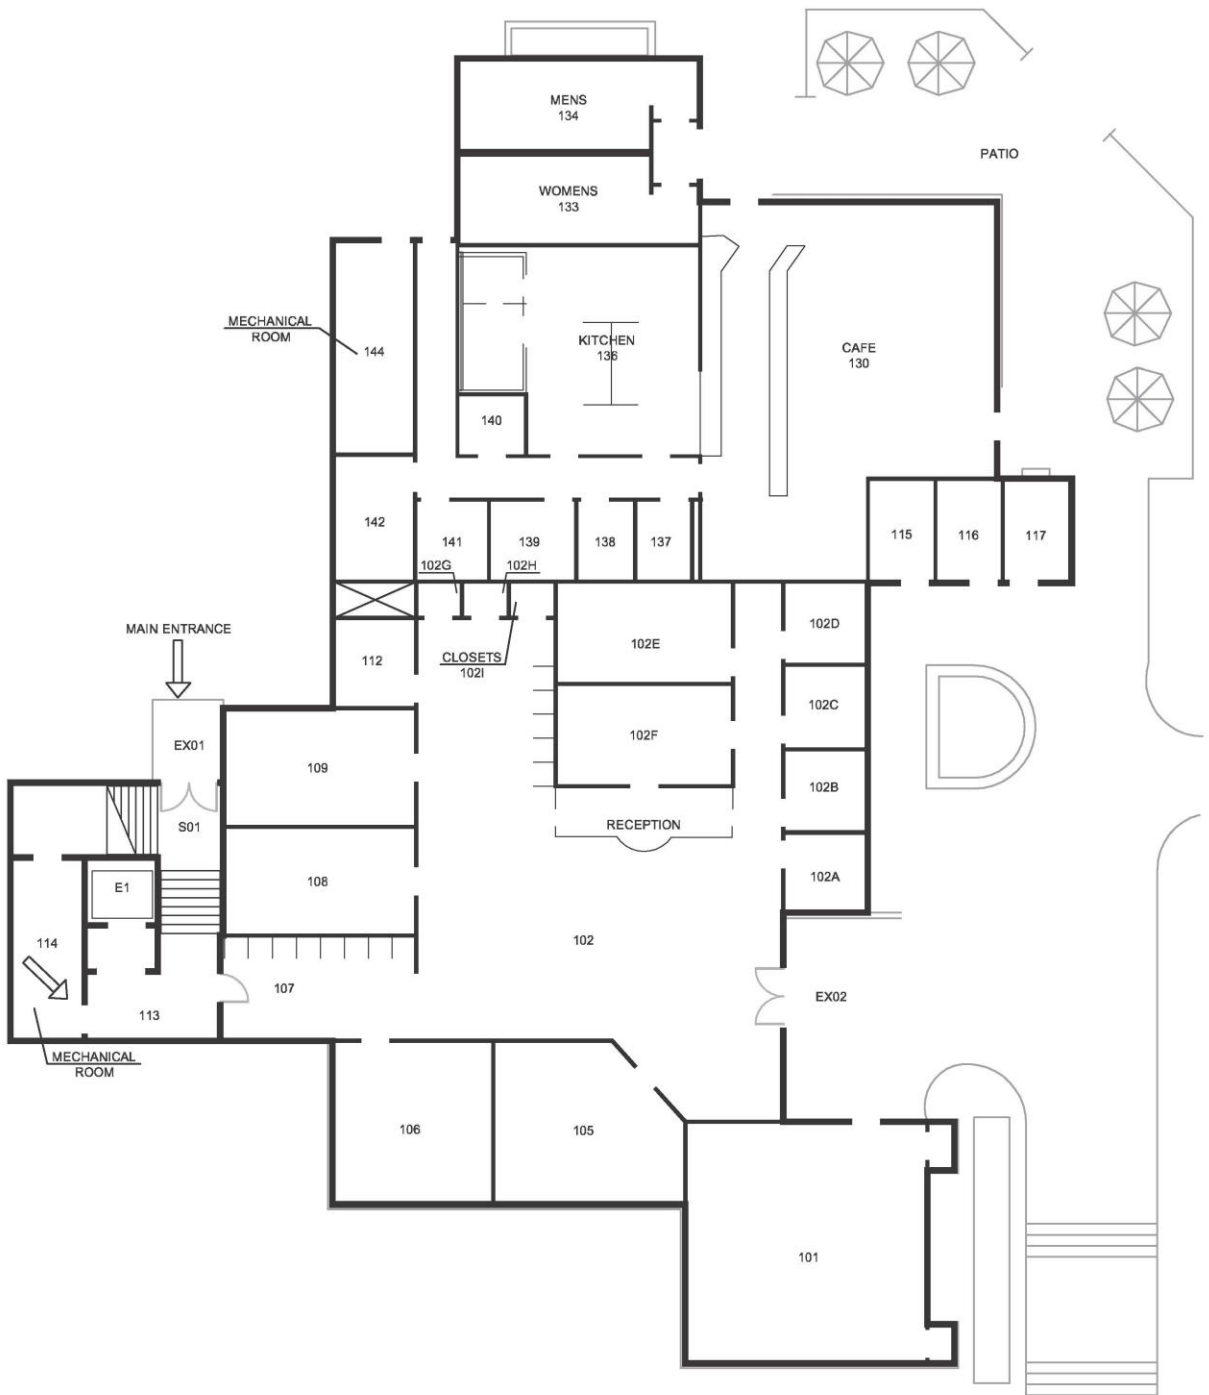 MENS
134
PATIO
WOMENS
133
MECHANICAL
ROOM
144
KITCHEN
136
CAFE
130
140
142
141
139
138
137
115
116
117
102G
102H
MAIN ENTRANCE
112
CLOSETS
102I
102E
102D
102C
102F
EX01
109
102B
S01
RECEPTION
E1
108
102A
114
102
107
EX02
113
MECHANICAL
ROOM
106
105
101